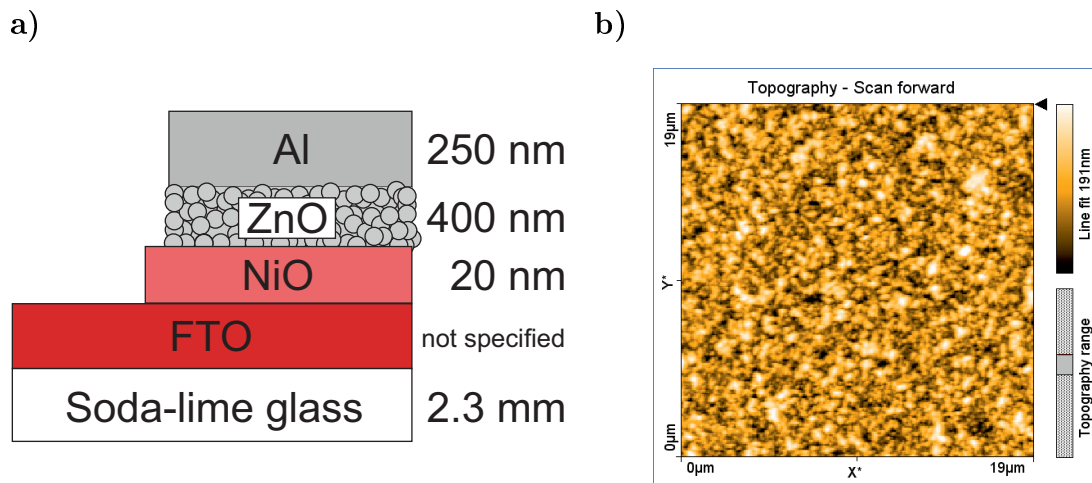 a)
Al 250 nm
ZnO 400 nm
NiO 20 nm
FTO not specified
Soda-lime glass 2.3 mm
b)
Topography - Scan forward
19µm
Y*
0µm
0µm X* 19µm
Line fit 191nm
Topography range